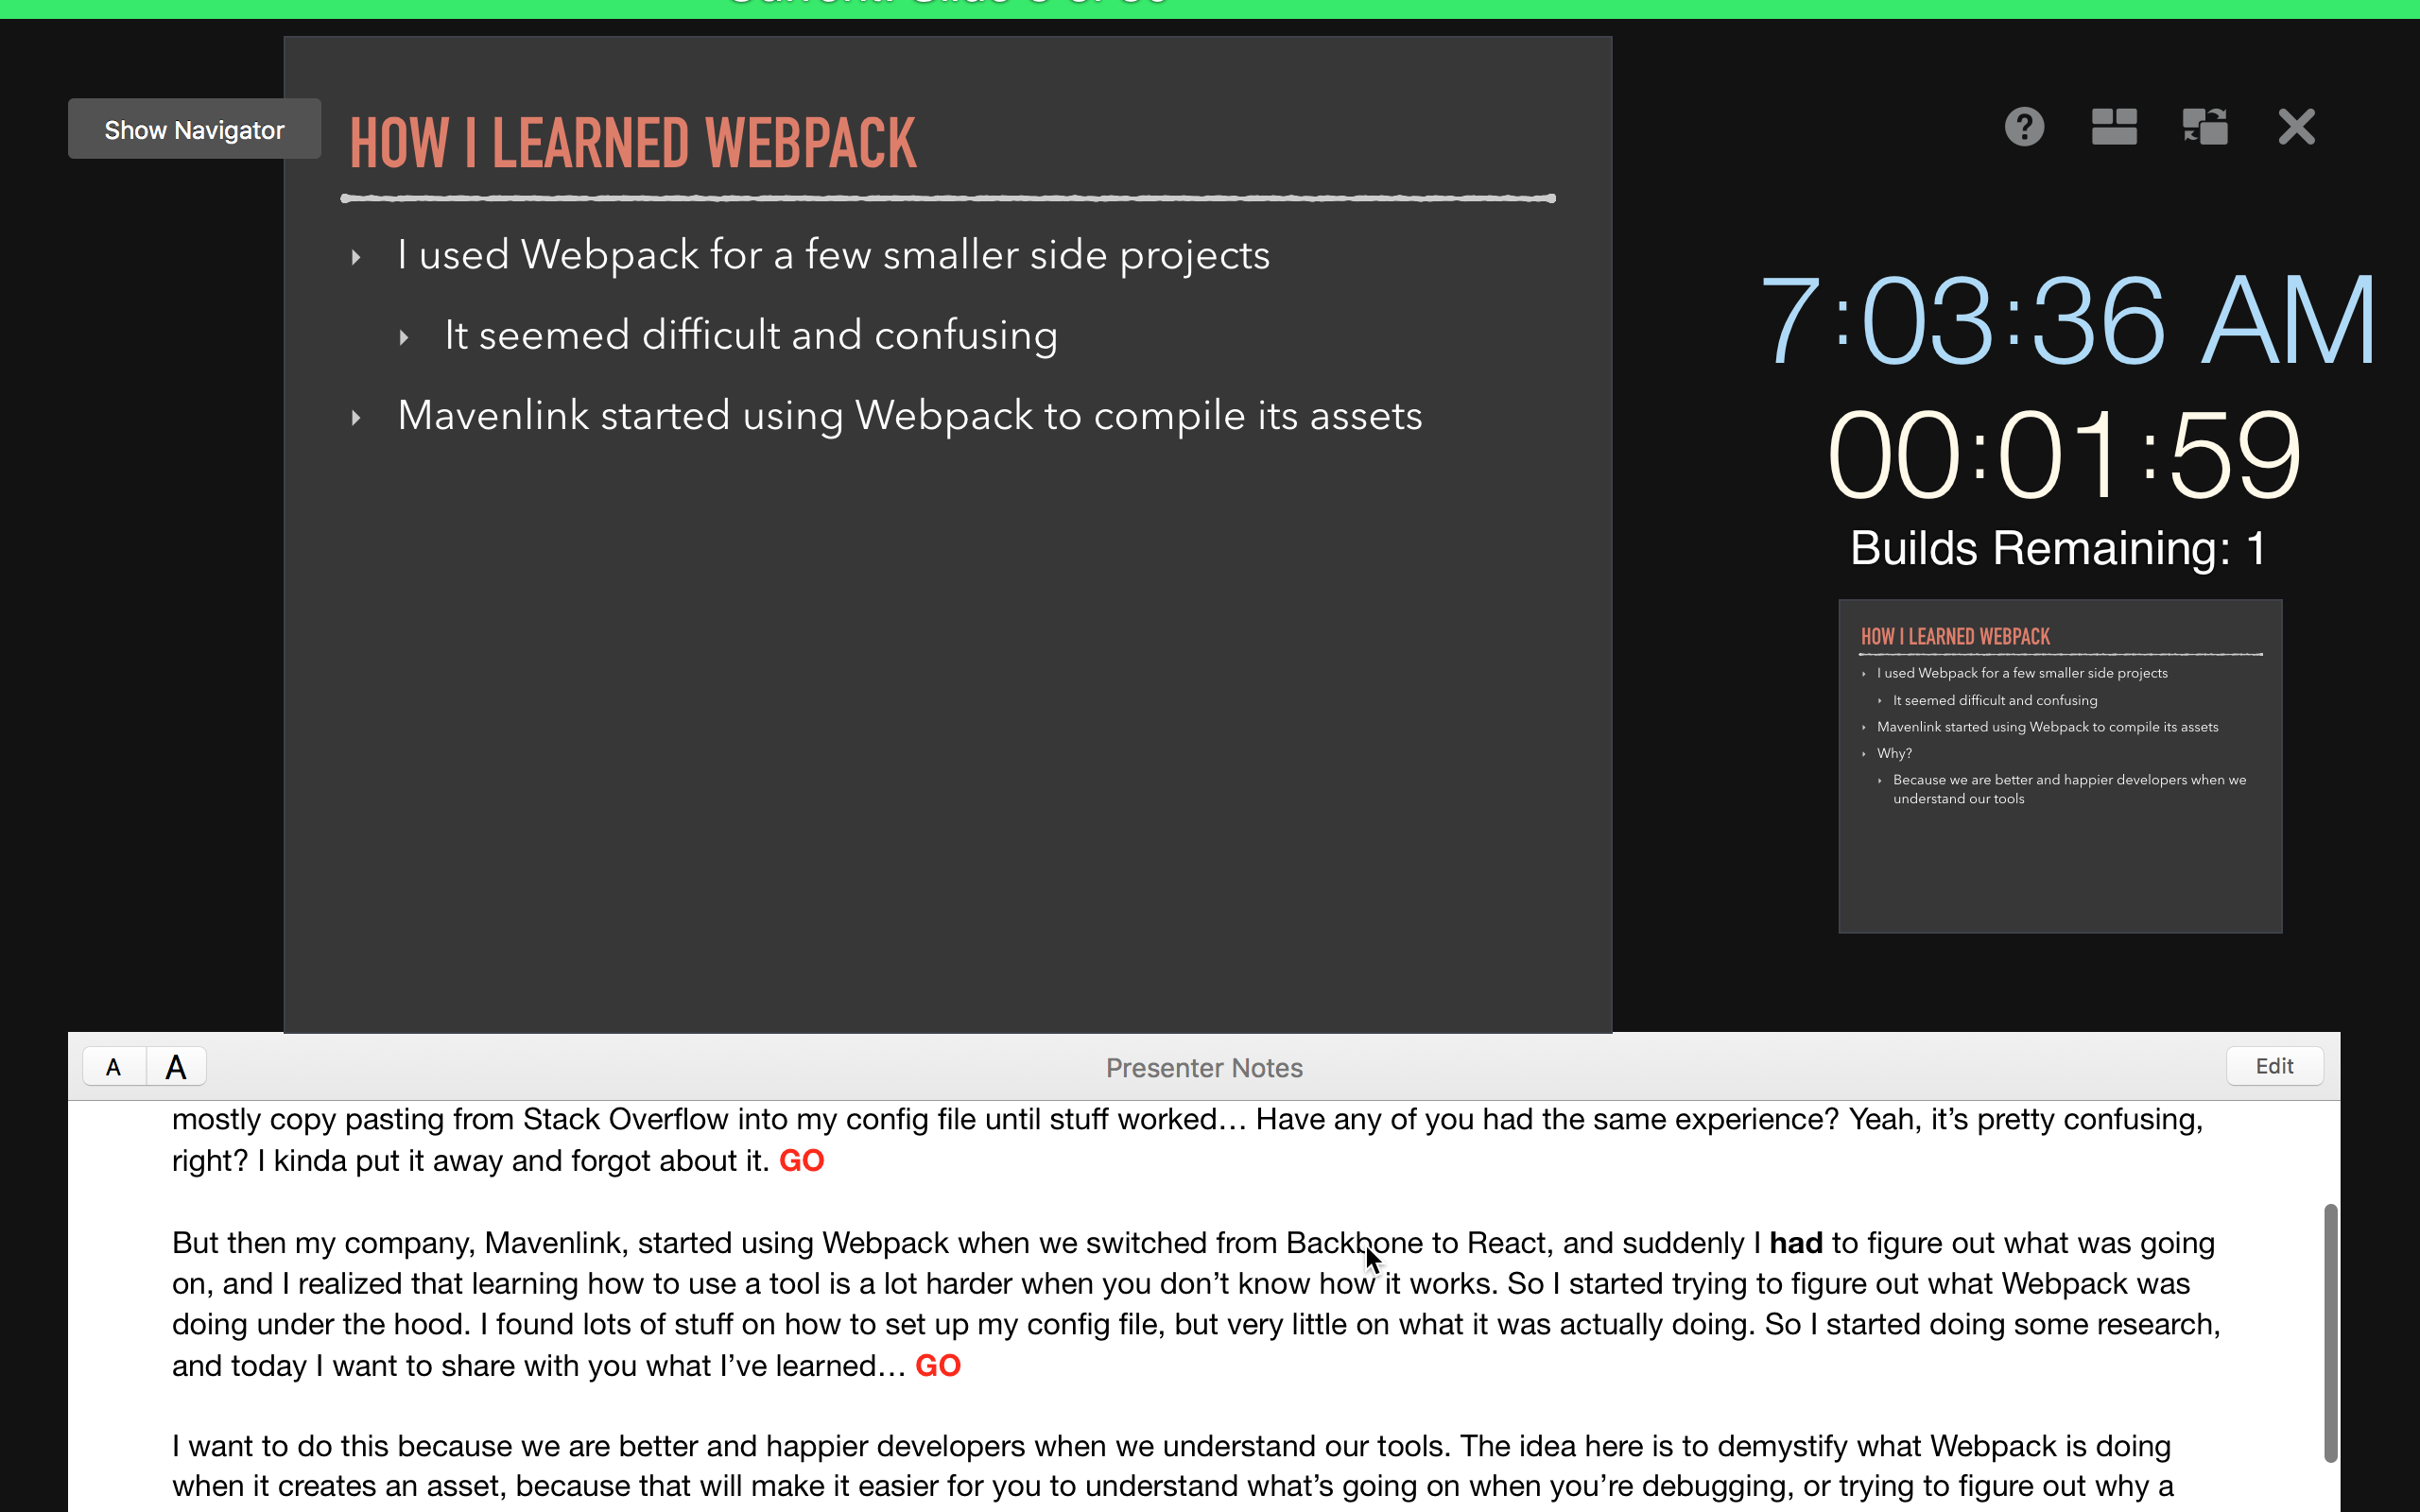 Show Navigator
HOW I LEARNED WEBPACK
I used Webpack for a few smaller side projects
It seemed difficult and confusing
Mavenlink started using Webpack to compile its assets
7:03:36 AM
00:01:59
Builds Remaining: 1
HOW I LEARNED WEBPACK
I used Webpack for a few smaller side projects
It seemed difficult and confusing
Mavenlink started using Webpack to compile its assets
Why?
Because we are better and happier developers when we
understand our tools
A A Presenter Notes Edit
mostly copy pasting from Stack Overflow into my config file until stuff worked… Have any of you had the same experience? Yeah, it’s pretty confusing,
right? I kinda put it away and forgot about it. GO
But then my company, Mavenlink, started using Webpack when we switched from Backbone to React, and suddenly I had to figure out what was going
on, and I realized that learning how to use a tool is a lot harder when you don’t know how it works. So I started trying to figure out what Webpack was
doing under the hood. I found lots of stuff on how to set up my config file, but very little on what it was actually doing. So I started doing some research,
and today I want to share with you what I’ve learned… GO
I want to do this because we are better and happier developers when we understand our tools. The idea here is to demystify what Webpack is doing
when it creates an asset, because that will make it easier for you to understand what’s going on when you’re debugging, or trying to figure out why a